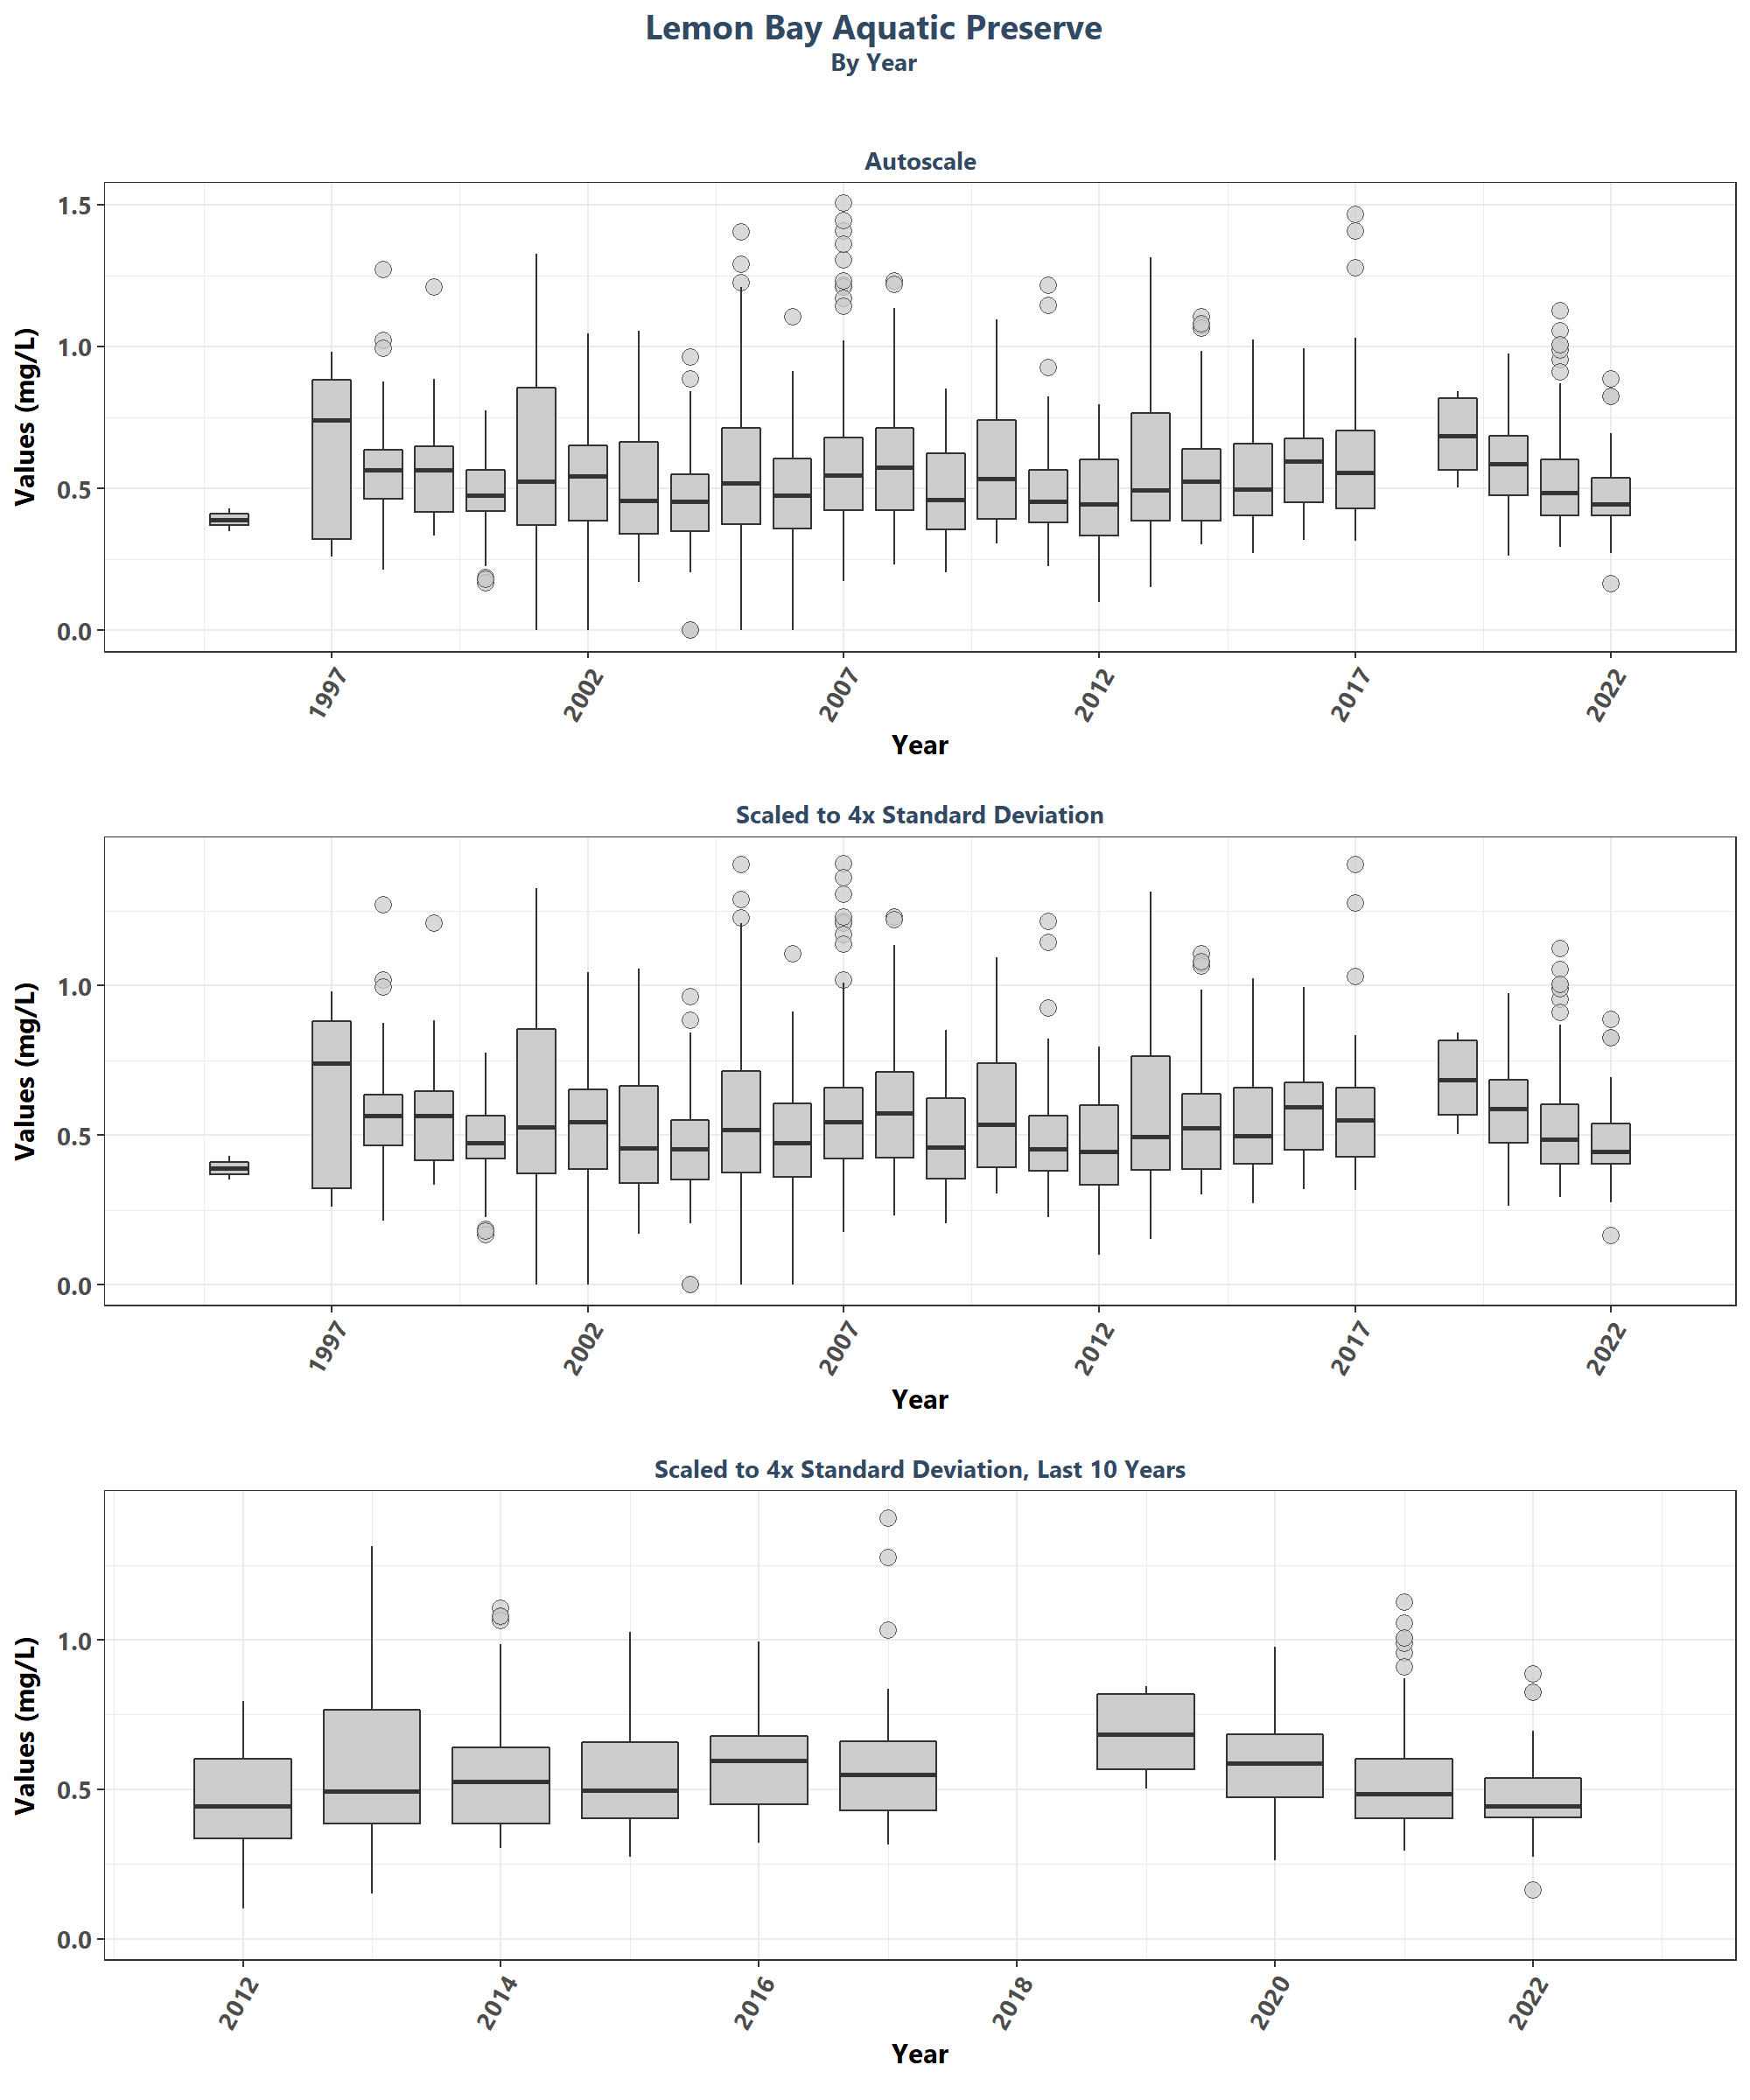 Lemon Bay Aquatic Preserve
By Year
Autoscale
Values (mg/L)
1.5
1.0
0.5
0.0
1997 2002 2007 2012 2017 2022
Year
Scaled to 4x Standard Deviation
Values (mg/L)
1.0
0.5
0.0
1997 2002 2007 2012 2017 2022
Year
Scaled to 4x Standard Deviation, Last 10 Years
Values (mg/L)
1.0
0.5
0.0
2012 2014 2016 2018 2020 2022
Year